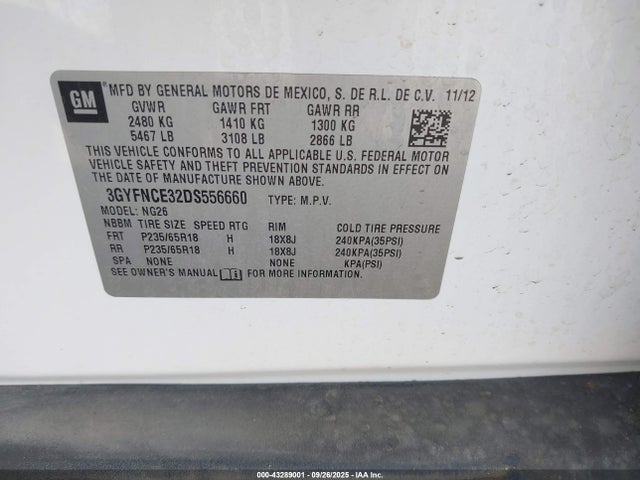 GM
MFD BY GENERAL MOTORS DE MEXICO, S. DE R.L. DE C.V. 11/12
GVWR GAWR FRT GAWR RR
2480 KG 1410 KG 1300 KG
5467 LB 3108 LB 2866 LB
THIS VEHICLE CONFORMS TO ALL APPLICABLE U.S. FEDERAL MOTOR
VEHICLE SAFETY AND THEFT PREVENTION STANDARDS IN EFFECT ON
THE DATE OF MANUFACTURE SHOWN ABOVE.
3GYFNCE32DS556660 TYPE: M.P.V.
MODEL: NG26
NBBM TIRE SIZE SPEED RTG RIM COLD TIRE PRESSURE
FRT P235/65R18 H 18X8J 240KPA(35PSI)
RR P235/65R18 H 18X8J 240KPA(35PSI)
SPA NONE NONE KPA(PSI)
SEE OWNER'S MANUAL FOR MORE INFORMATION.
000-43289001 - 09/26/2025 - IAA Inc.